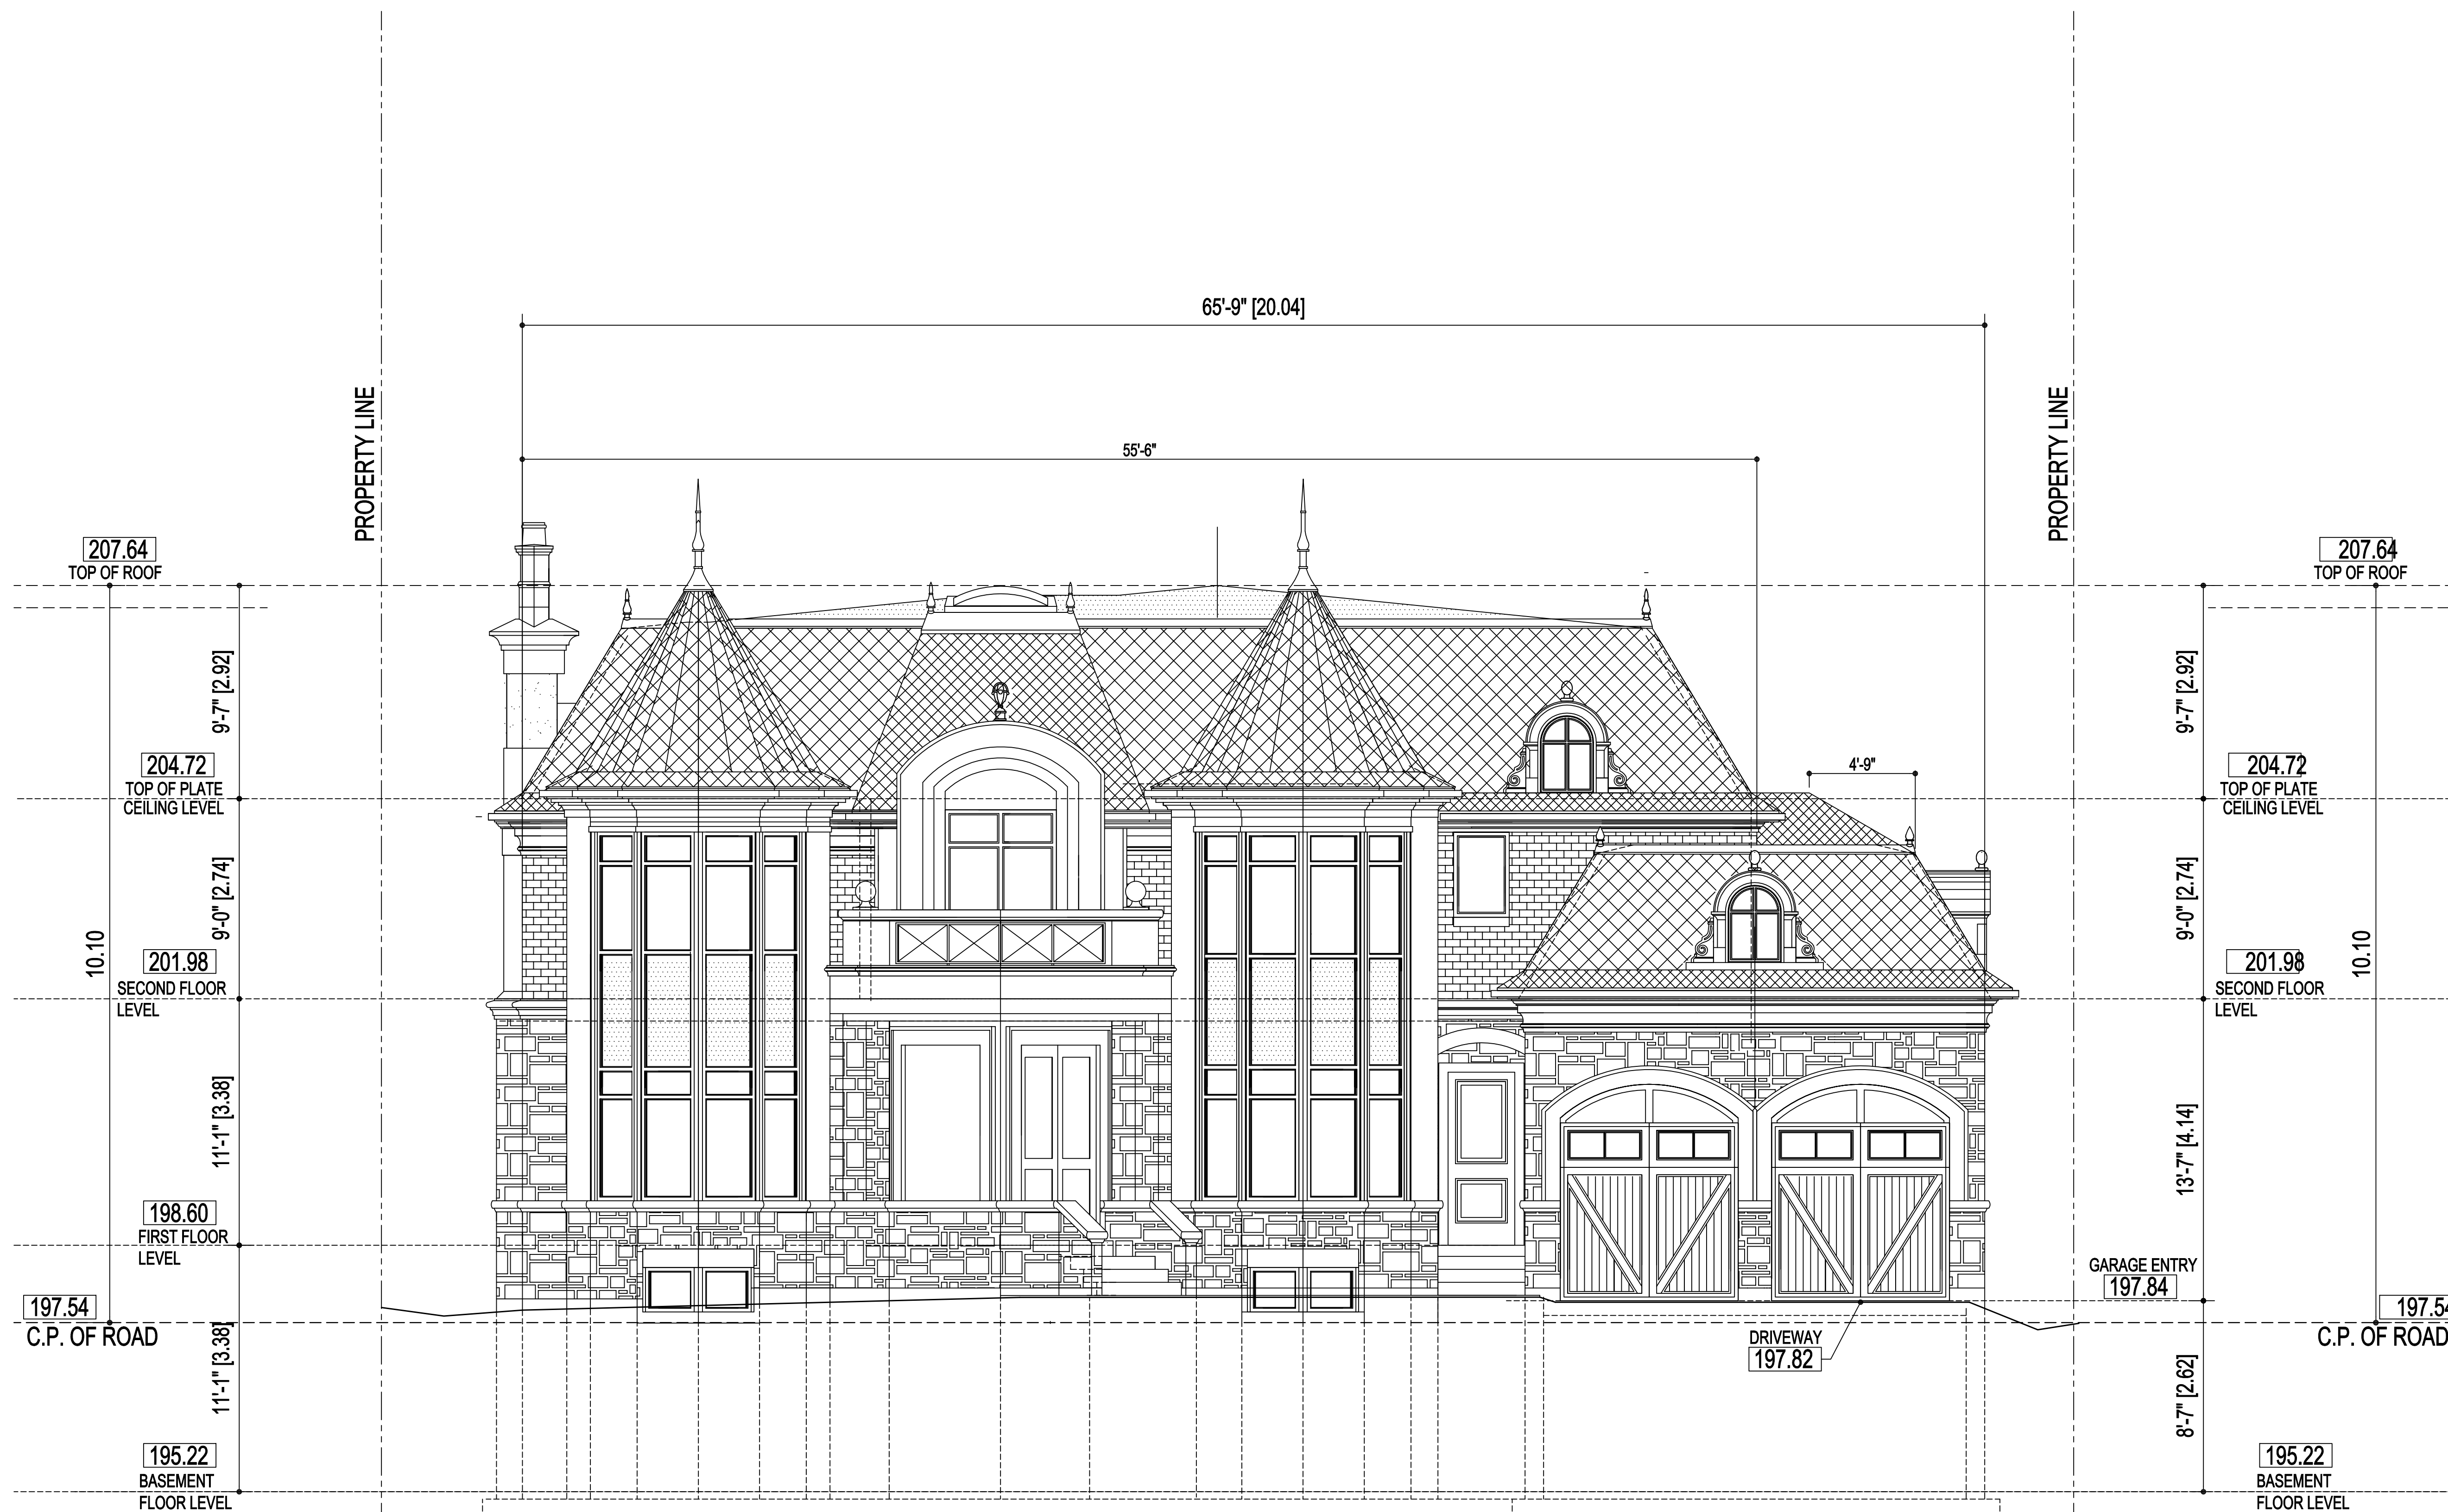 65'-9" [20.04]
PROPERTY LINE
PROPERTY LINE
55'-6"
207.64
TOP OF ROOF
207.64
TOP OF ROOF
9'-7" [2.92]
9'-7" [2.92]
204.72
TOP OF PLATE
CEILING LEVEL
4'-9"
204.72
TOP OF PLATE
CEILING LEVEL
9'-0" [2.74]
9'-0" [2.74]
10.10
10.10
201.98
SECOND FLOOR
LEVEL
201.98
SECOND FLOOR
LEVEL
11'-1" [3.38]
13'-7" [4.14]
198.60
FIRST FLOOR
LEVEL
GARAGE ENTRY
197.84
197.54
C.P. OF ROAD
197.54
C.P. OF ROAD
DRIVEWAY
197.82
11'-1" [3.38]
8'-7" [2.62]
195.22
BASEMENT
FLOOR LEVEL
195.22
BASEMENT
FLOOR LEVEL